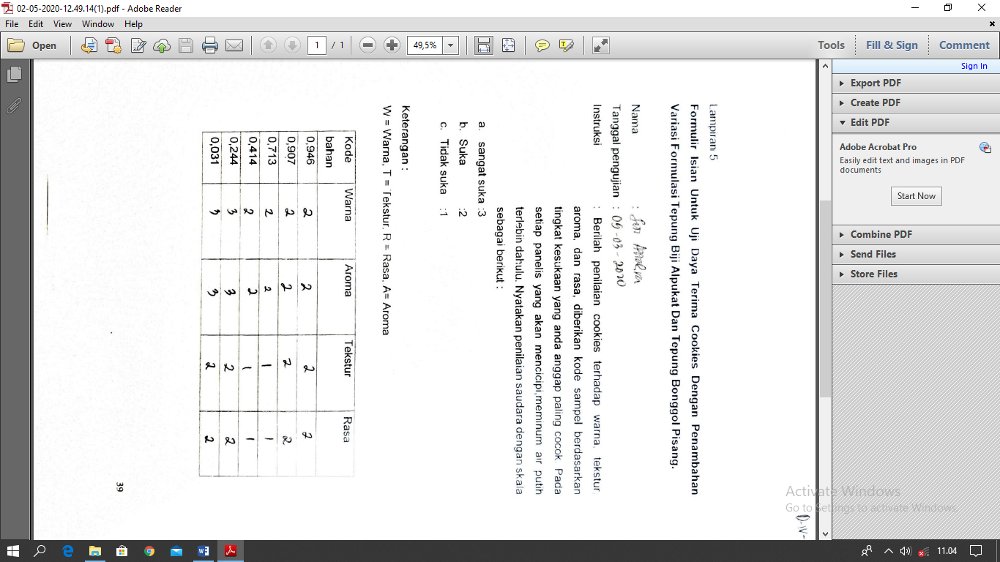 02-05-2020-12.49.14(1).pdf - Adobe Reader
File Edit View Window Help
Open 1 / 1 49,5% Tools Fill & Sign Comment
Sign In
Export PDF
Create PDF
Edit PDF
Adobe Acrobat Pro
Easily edit text and images in PDF
documents
Start Now
Combine PDF
Send Files
Store Files
Lampiran 5
Formulir Isian Untuk Uji Daya Terima Cookies Dengan Penambahan
Variasi Formulasi Tepung Biji Alpukat Dan Tepung Bonggol Pisang.
Nama :
Tanggal pengujian : 09-03-2020
Instruksi : Berilah penilaian cookies terhadap warna, tekstur,
aroma, dan rasa, diberikan kode sampel berdasarkan
tingkat kesukaan yang anda anggap paling cocok. Pada
setiap panelis yang akan mencicipi,meminum air putih
terlebih dahulu. Nyatakan penilaian saudara dengan skala
sebagai berikut :
a. sangat suka :3
b. Suka :2
c. Tidak suka :1
Keterangan :
W = Warna, T = Tekstur, R = Rasa, A= Aroma
Kode Warna Aroma Tekstur Rasa
bahan
0,946 2 2 2 2
0,907 2 2 2 2
0,713 2 2 1 1
0,414 2 2 1 1
0,244 3 3 2 2
0,031 3 3 2 2
39
D-IV-
Activate Windows
Go to Settings to activate Windows.
11.04